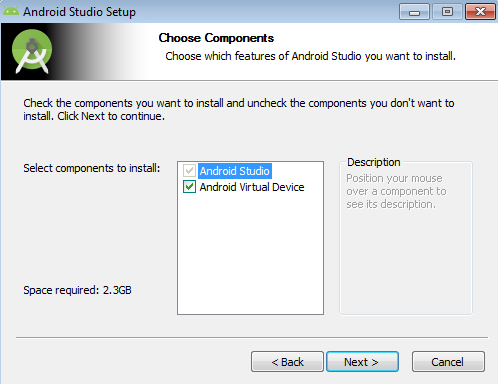 Android Studio Setup
Choose Components
Choose which features of Android Studio you want to install.
Check the components you want to install and uncheck the components you don't want to
install. Click Next to continue.
Select components to install:
Android Studio
Android Virtual Device
Description
Position your mouse
over a component to
see its description.
Space required: 2.3GB
< Back
Next >
Cancel